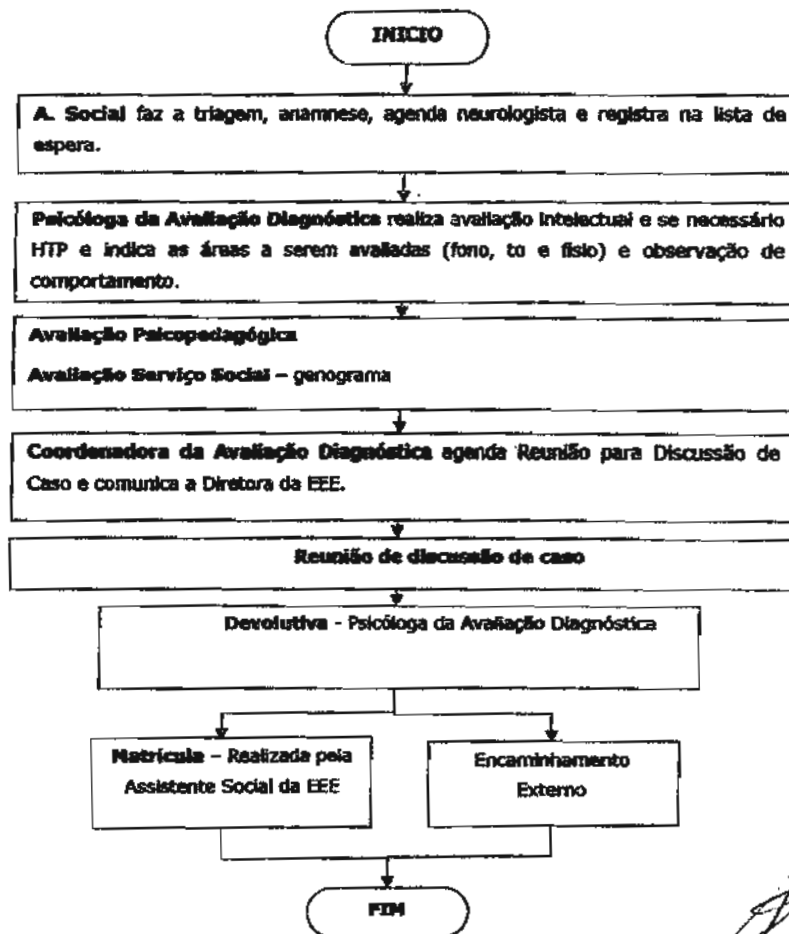 INICIO
A. Social faz a triagem, anamnese, agenda neurologista e registra na lista de
espera.
Psicóloga da Avaliação Diagnóstica realiza avaliação intelectual e se necessário
HTP e indica as áreas a serem avaliadas (fono, to e fisio) e observação de
comportamento.
Avaliação Psicopedagógica
Avaliação Serviço Social – genograma
Coordenadora da Avaliação Diagnóstica agenda Reunião para Discussão de
Caso e comunica a Diretora da EEE.
Reunião de discussão de caso
Devolutiva - Psicóloga da Avaliação Diagnóstica
Matrícula – Realizada pela
Assistente Social da EEE
Encaminhamento
Externo
FIM